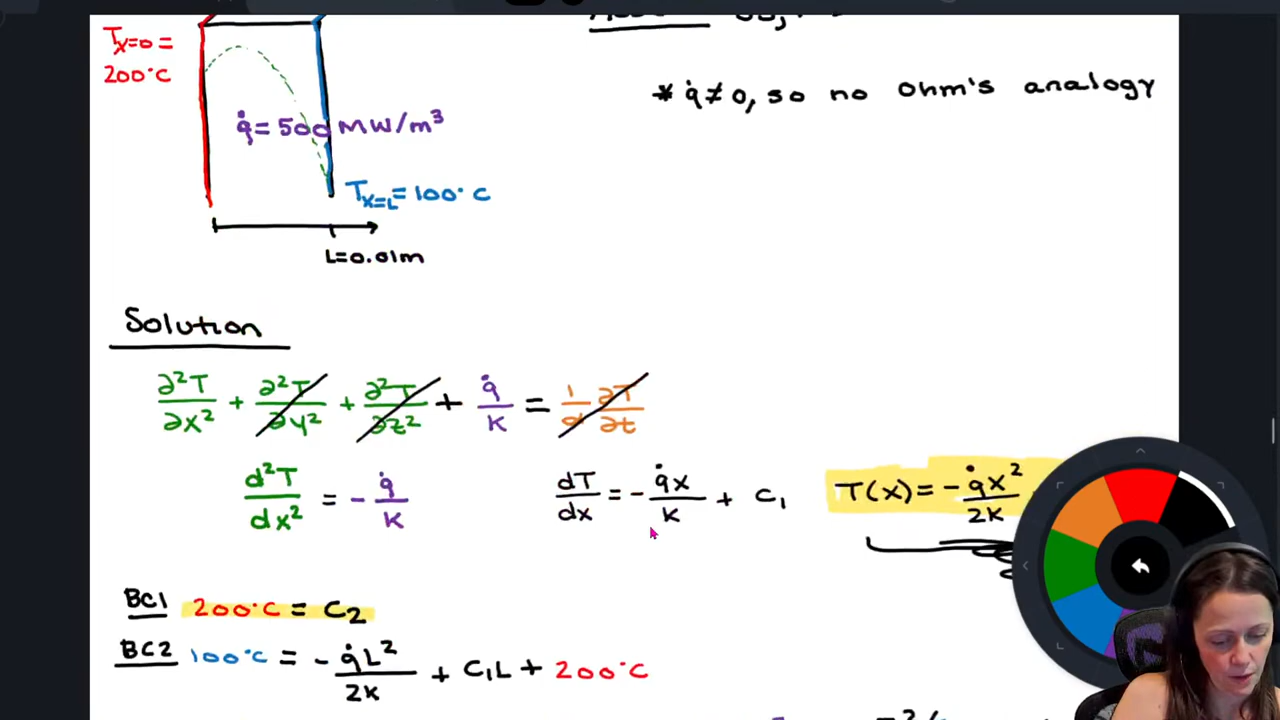 Tx=0 =
200°C
* q̇≠0, so no ohm's analogy
q̇ = 500 MW/m³
Tx=L = 100°C
L=0.01m
Solution
∂²T/∂x² + ∂²T/∂y² + ∂²T/∂z² + q̇/k = 1/α ∂T/∂t
d²T/dx² = - q̇/k
dT/dx = - q̇x/k + C₁
T(x) = - q̇x²/2k
BC1 200°C = C₂
BC2 100°C = - q̇L²/2k + C₁L + 200°C